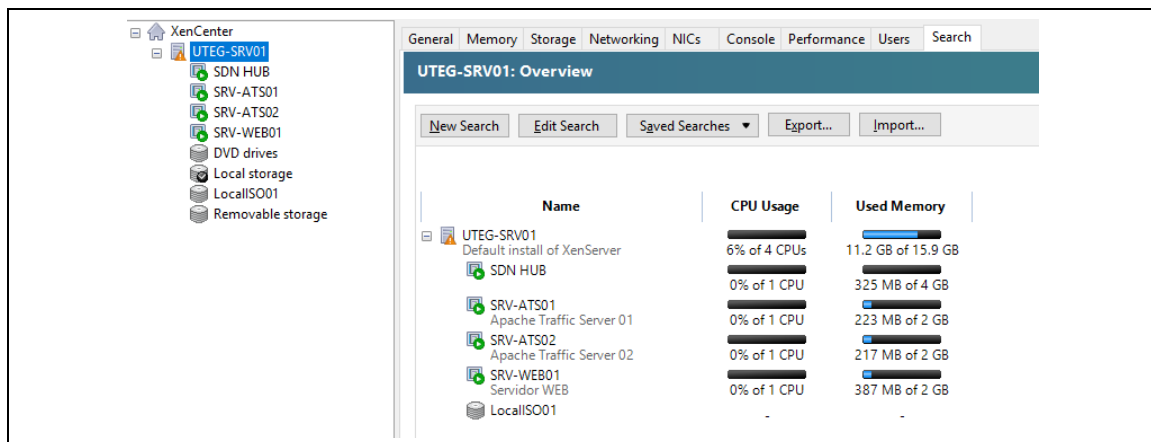 XenCenter
UTEG-SRV01
SDN HUB
SRV-ATS01
SRV-ATS02
SRV-WEB01
DVD drives
Local storage
LocalISO01
Removable storage
General Memory Storage Networking NICs Console Performance Users Search
UTEG-SRV01: Overview
New Search Edit Search Saved Searches Export... Import...
Name CPU Usage Used Memory
UTEG-SRV01
Default install of XenServer 6% of 4 CPUs 11.2 GB of 15.9 GB
SDN HUB
0% of 1 CPU 325 MB of 4 GB
SRV-ATS01
Apache Traffic Server 01 0% of 1 CPU 223 MB of 2 GB
SRV-ATS02
Apache Traffic Server 02 0% of 1 CPU 217 MB of 2 GB
SRV-WEB01
Servidor WEB 0% of 1 CPU 387 MB of 2 GB
LocalISO01 - -